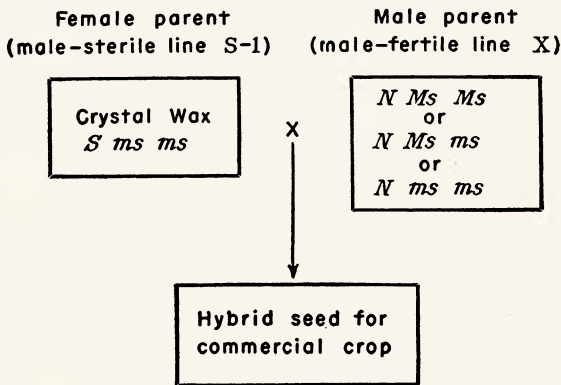 Female parent
(male-sterile line S-1)
Male parent
(male-fertile line X)
Crystal Wax
S ms ms
X
N Ms Ms
or
N Ms ms
or
N ms ms
Hybrid seed for
commercial crop